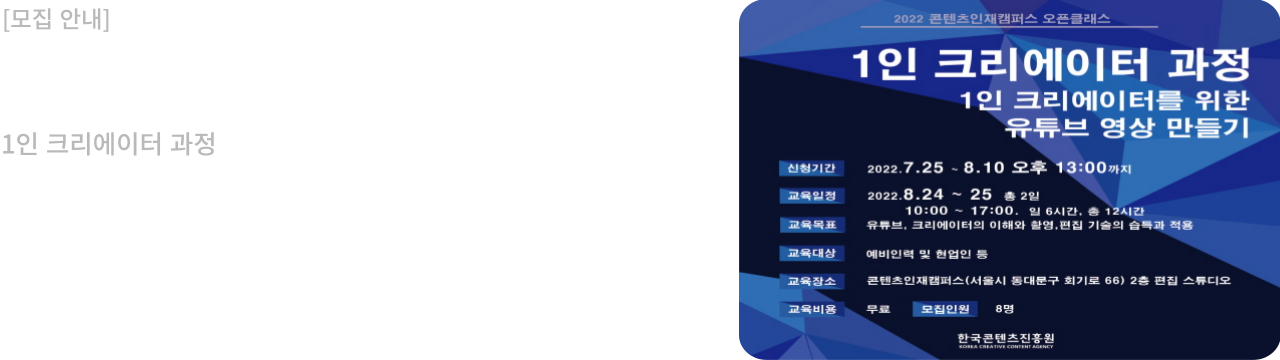 [모집 안내]
1인 크리에이터 과정
2022 콘텐츠인재캠퍼스 오픈클래스
1인 크리에이터 과정
1인 크리에이터를 위한
유튜브 영상 만들기
신청기간 2022.7.25 ~ 8.10 오후 13:00까지
교육일정 2022.8.24 ~ 25 총 2일
10:00 ~ 17:00. 일 6시간, 총 12시간
교육목표 유튜브, 크리에이터의 이해와 촬영,편집 기술의 습득과 적용
교육대상 예비인력 및 현업인 등
교육장소 콘텐츠인재캠퍼스(서울시 동대문구 회기로 66) 2층 편집 스튜디오
교육비용 무료 모집인원 8명
한국콘텐츠진흥원
KOREA CREATIVE CONTENT AGENCY